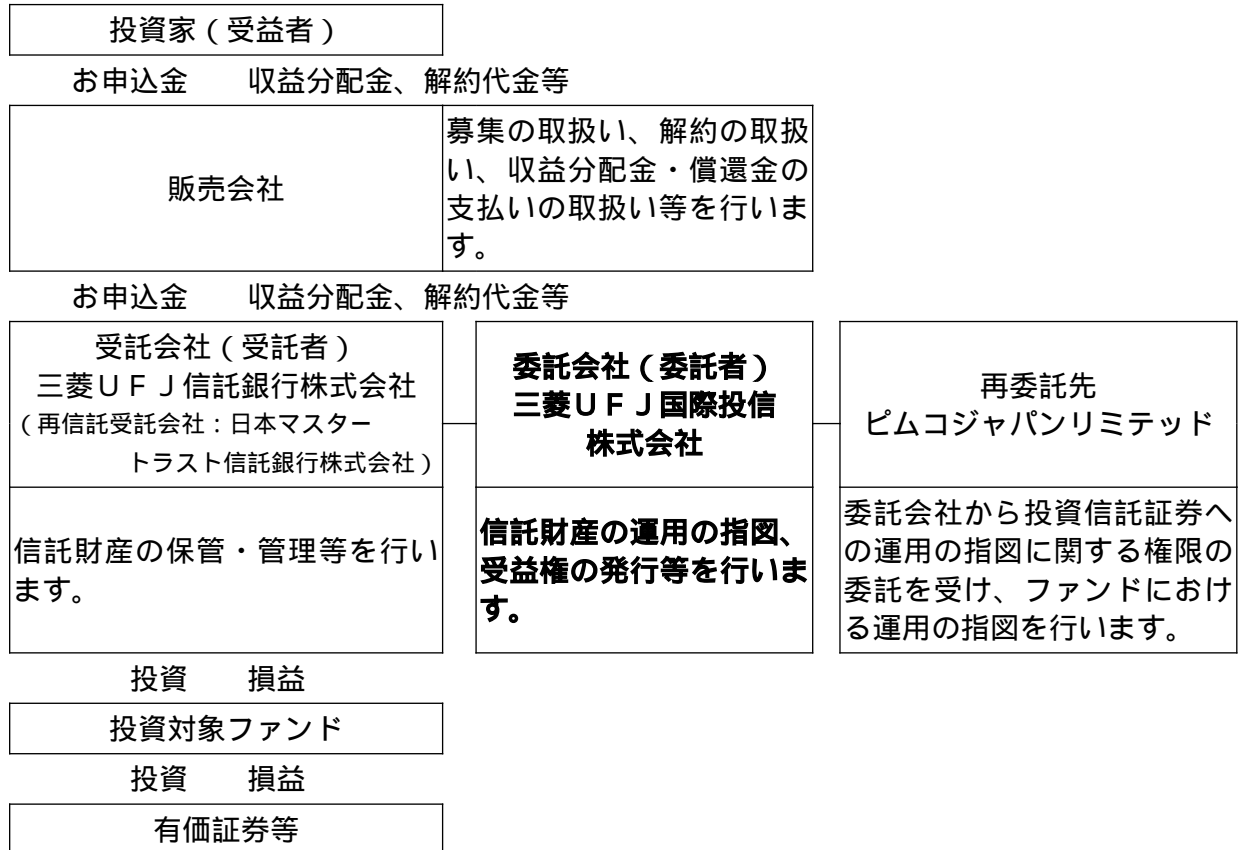 投資家（受益者）
お申込金　　収益分配金、解約代金等
販売会社
募集の取扱い、解約の取扱
い、収益分配金・償還金の
支払いの取扱い等を行いま
す。
お申込金　　収益分配金、解約代金等
受託会社（受託者）
三菱ＵＦＪ信託銀行株式会社
（再信託受託会社：日本マスター
トラスト信託銀行株式会社）
委託会社（委託者）
三菱ＵＦＪ国際投信
株式会社
再委託先
ピムコジャパンリミテッド
信託財産の保管・管理等を行い
ます。
信託財産の運用の指図、
受益権の発行等を行いま
す。
委託会社から投資信託証券へ
の運用の指図に関する権限の
委託を受け、ファンドにおけ
る運用の指図を行います。
投資　　損益
投資対象ファンド
投資　　損益
有価証券等